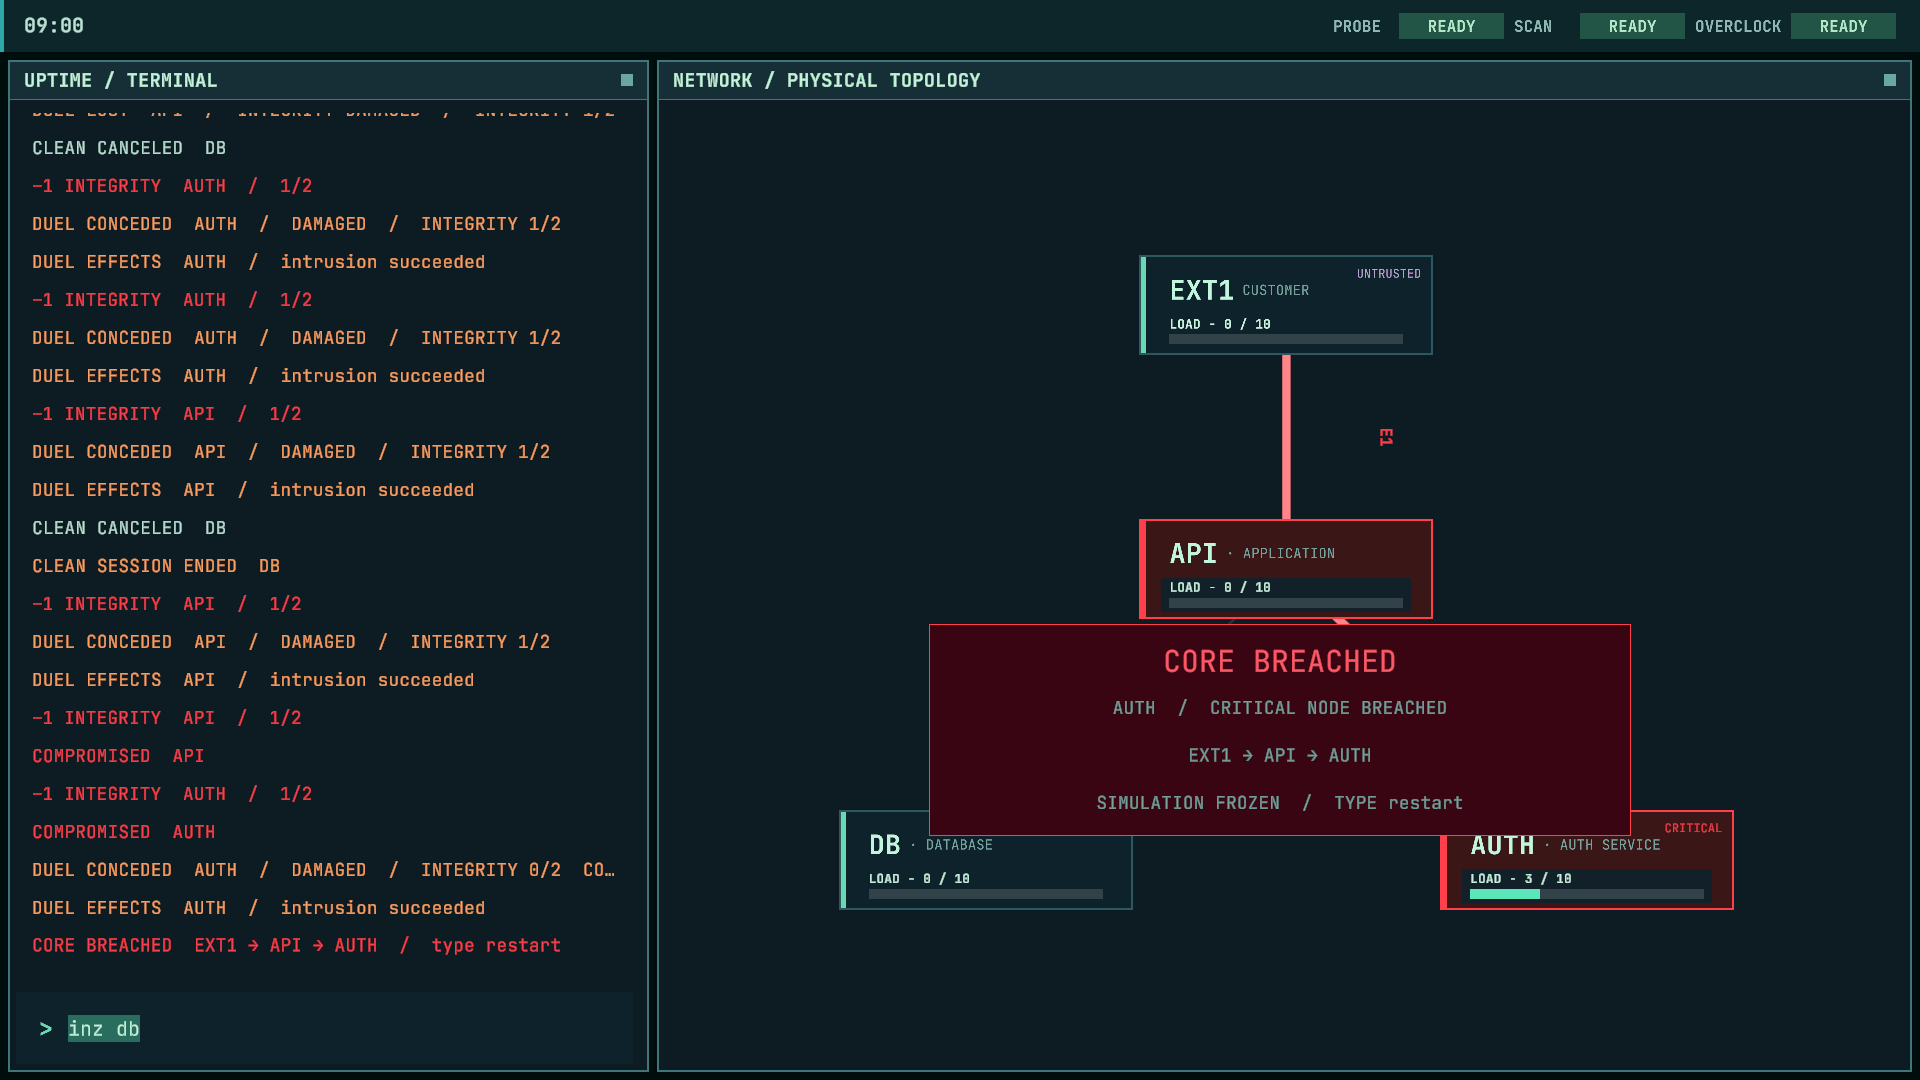 09:00
PROBE READY SCAN READY OVERCLOCK READY
UPTIME / TERMINAL
CLEAN CANCELED DB
−1 INTEGRITY AUTH / 1/2
DUEL CONCEDED AUTH / DAMAGED / INTEGRITY 1/2
DUEL EFFECTS AUTH / intrusion succeeded
−1 INTEGRITY AUTH / 1/2
DUEL CONCEDED AUTH / DAMAGED / INTEGRITY 1/2
DUEL EFFECTS AUTH / intrusion succeeded
−1 INTEGRITY API / 1/2
DUEL CONCEDED API / DAMAGED / INTEGRITY 1/2
DUEL EFFECTS API / intrusion succeeded
CLEAN CANCELED DB
CLEAN SESSION ENDED DB
−1 INTEGRITY API / 1/2
DUEL CONCEDED API / DAMAGED / INTEGRITY 1/2
DUEL EFFECTS API / intrusion succeeded
−1 INTEGRITY API / 1/2
COMPROMISED API
−1 INTEGRITY AUTH / 1/2
COMPROMISED AUTH
DUEL CONCEDED AUTH / DAMAGED / INTEGRITY 0/2 CO…
DUEL EFFECTS AUTH / intrusion succeeded
CORE BREACHED EXT1 → API → AUTH / type restart
> inz db
NETWORK / PHYSICAL TOPOLOGY
UNTRUSTED
EXT1 CUSTOMER
LOAD - 0 / 10
E1
API · APPLICATION
LOAD - 0 / 10
CORE BREACHED
AUTH / CRITICAL NODE BREACHED
EXT1 → API → AUTH
SIMULATION FROZEN / TYPE restart
DB · DATABASE
LOAD - 0 / 10
CRITICAL
AUTH · AUTH SERVICE
LOAD - 3 / 10